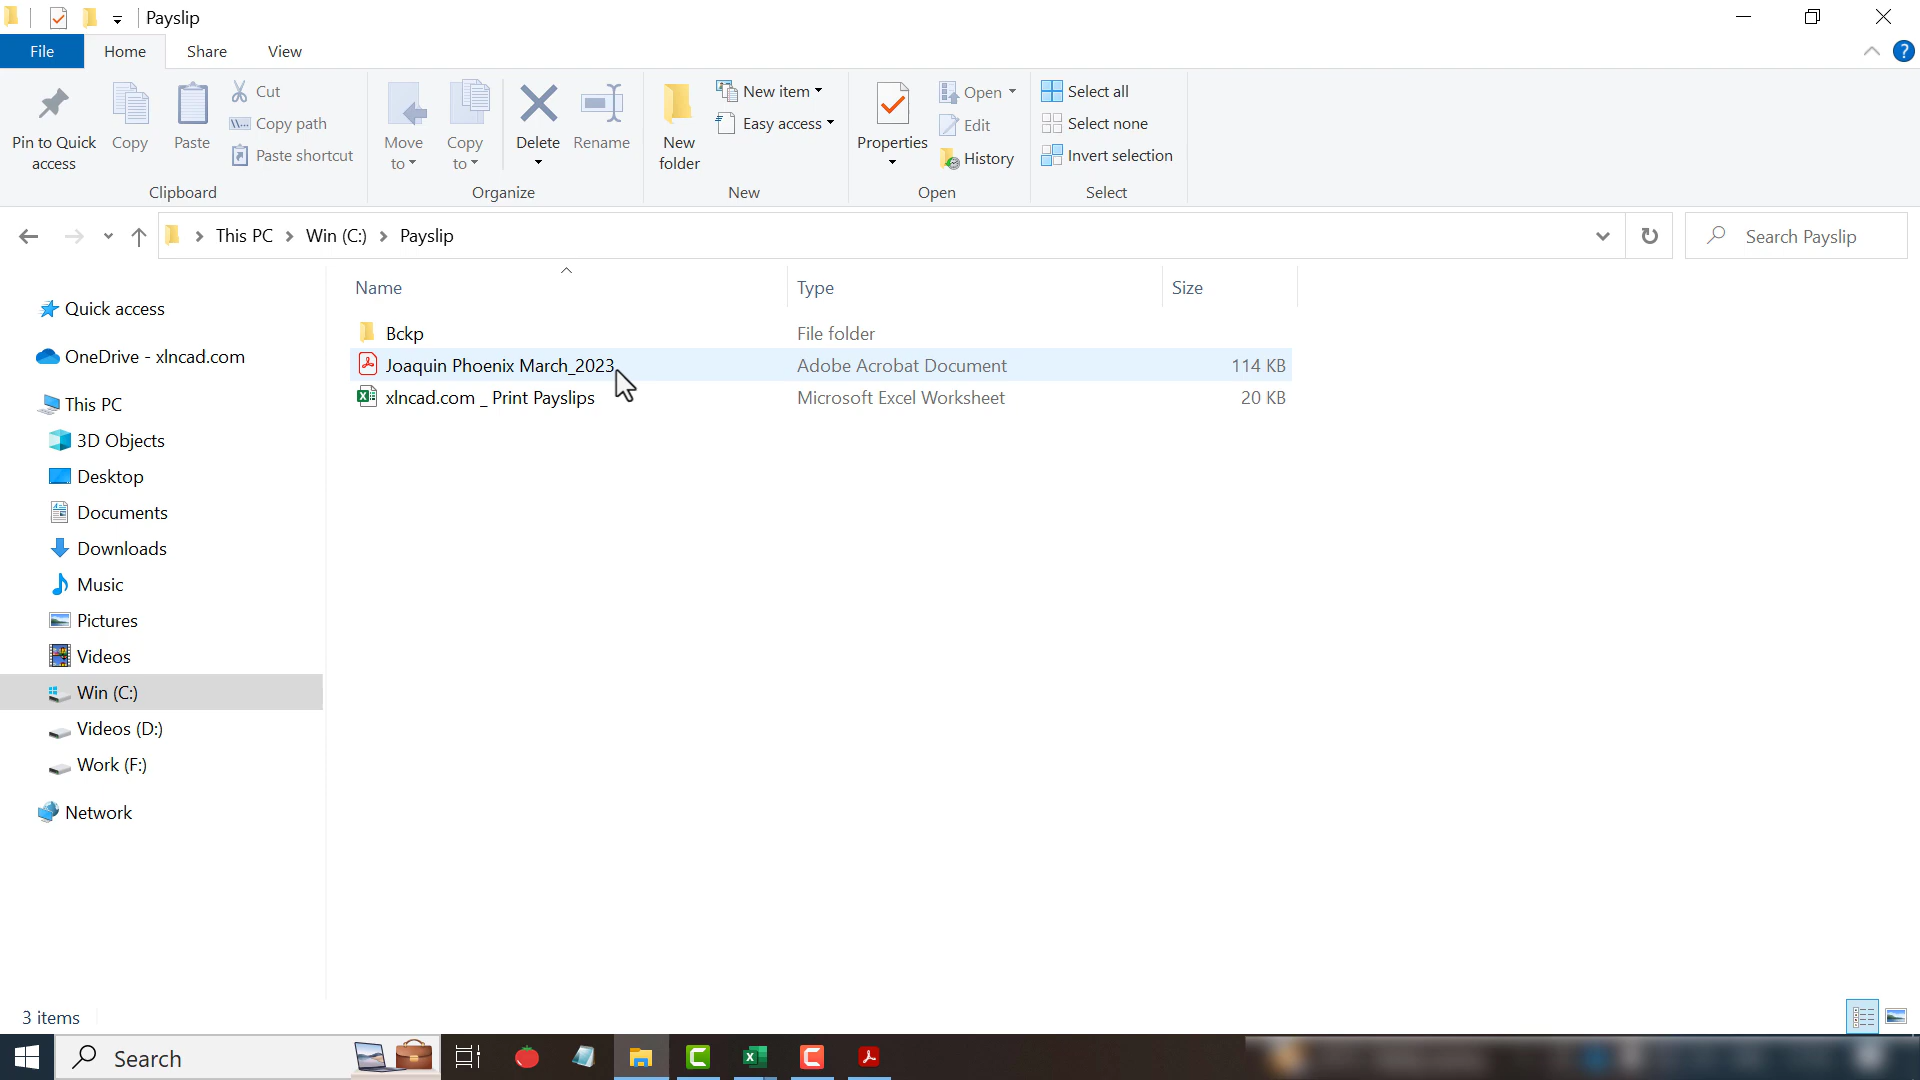 Payslip
File
Home
Share
View
Pin to Quick access
Copy
Paste
Cut
Copy path
Paste shortcut
Clipboard
Move to
Copy to
Delete
Rename
Organize
New folder
New item
Easy access
New
Properties
Open
Edit
History
Open
Select all
Select none
Invert selection
Select
This PC
Win (C:)
Payslip
Search Payslip
Name
Type
Size
Bckp
File folder
Joaquin Phoenix March_2023
Adobe Acrobat Document
114 KB
xlncad.com _ Print Payslips
Microsoft Excel Worksheet
20 KB
Quick access
OneDrive - xlncad.com
This PC
3D Objects
Desktop
Documents
Downloads
Music
Pictures
Videos
Win (C:)
Videos (D:)
Work (F:)
Network
3 items
Search